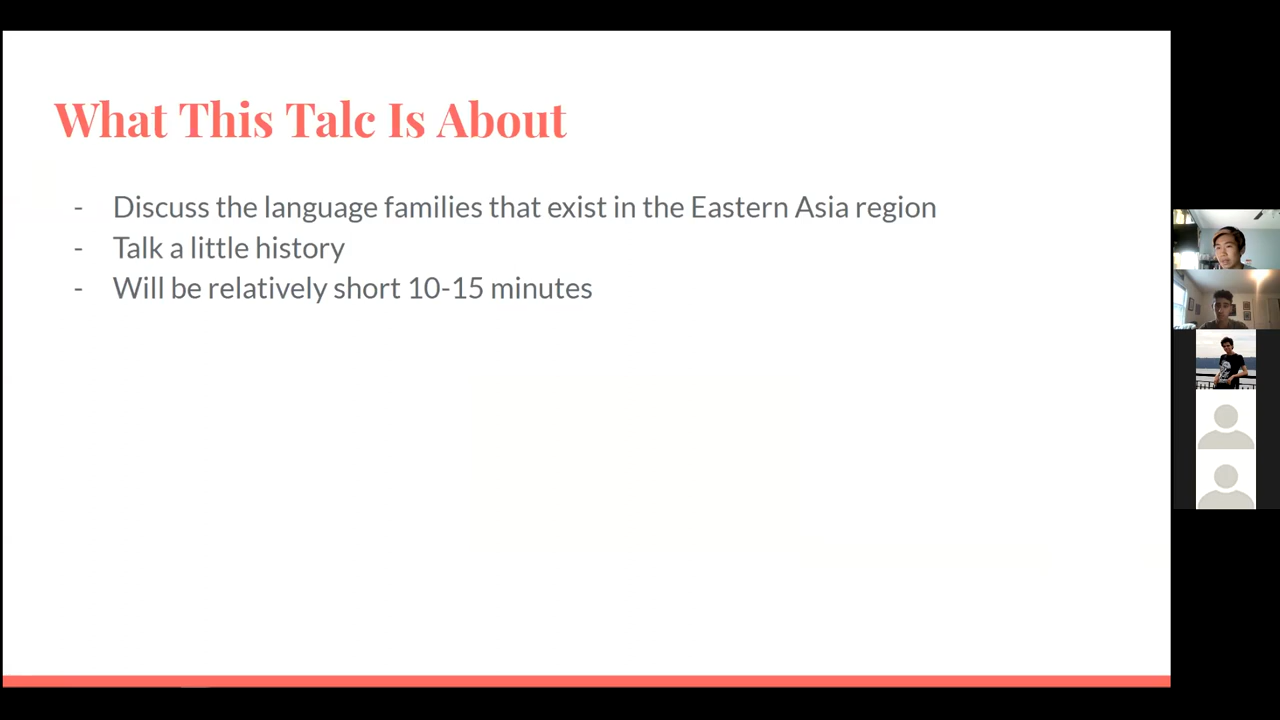 What This Talc Is About
- Discuss the language families that exist in the Eastern Asia region
- Talk a little history
- Will be relatively short 10-15 minutes